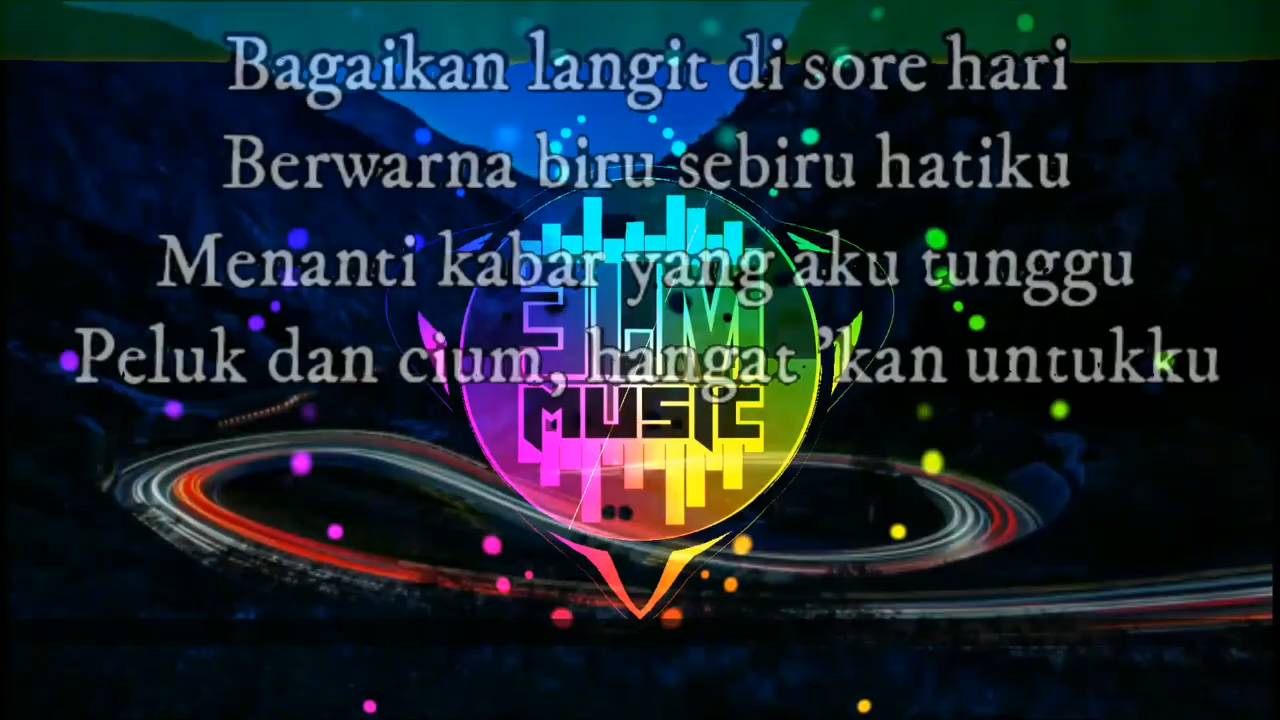 Bagaikan langit di sore hari
Berwarna biru sebiru hatiku
Menanti kabar yang aku tunggu
Peluk dan cium, hangat ’kan untukku
MUSIC